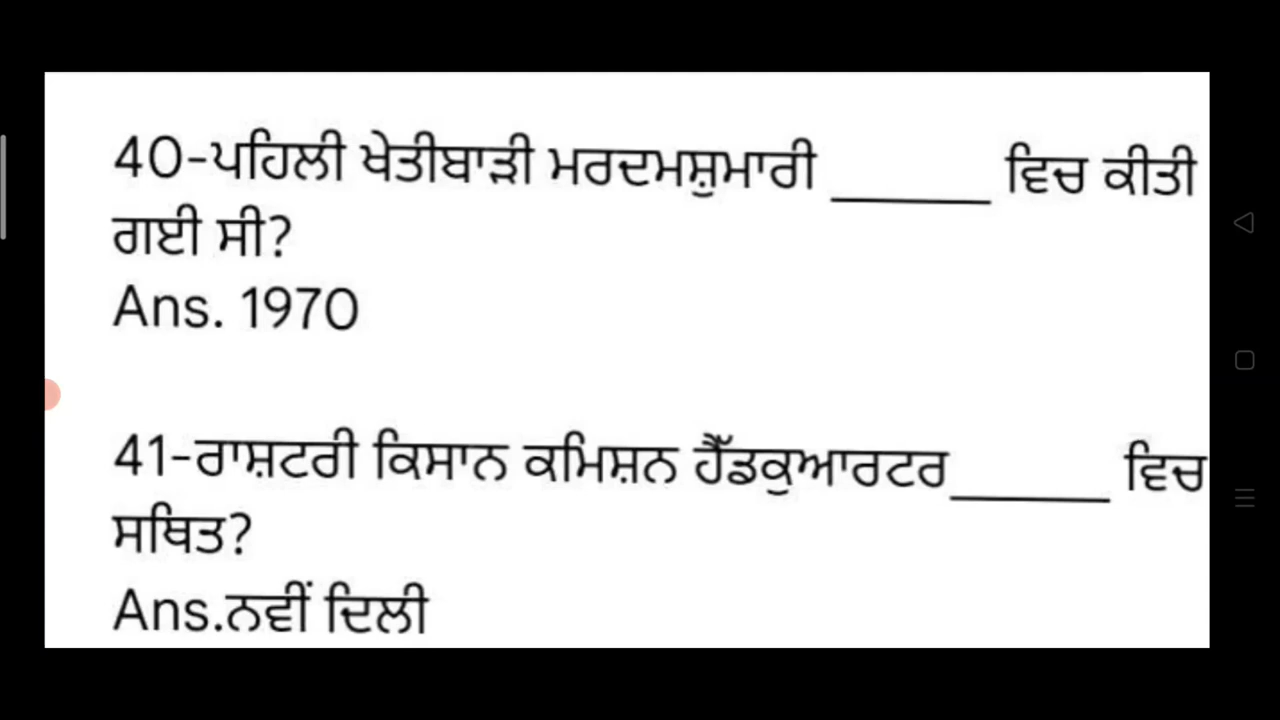 40-ਪਹਿਲੀ ਖੇਤੀਬਾੜੀ ਮਰਦਮਸ਼ੁਮਾਰੀ ______ ਵਿਚ ਕੀਤੀ
ਗਈ ਸੀ?
Ans. 1970
41-ਰਾਸ਼ਟਰੀ ਕਿਸਾਨ ਕਮਿਸ਼ਨ ਹੈੱਡਕੁਆਰਟਰ______ ਵਿਚ
ਸਥਿਤ?
Ans.ਨਵੀਂ ਦਿਲੀ